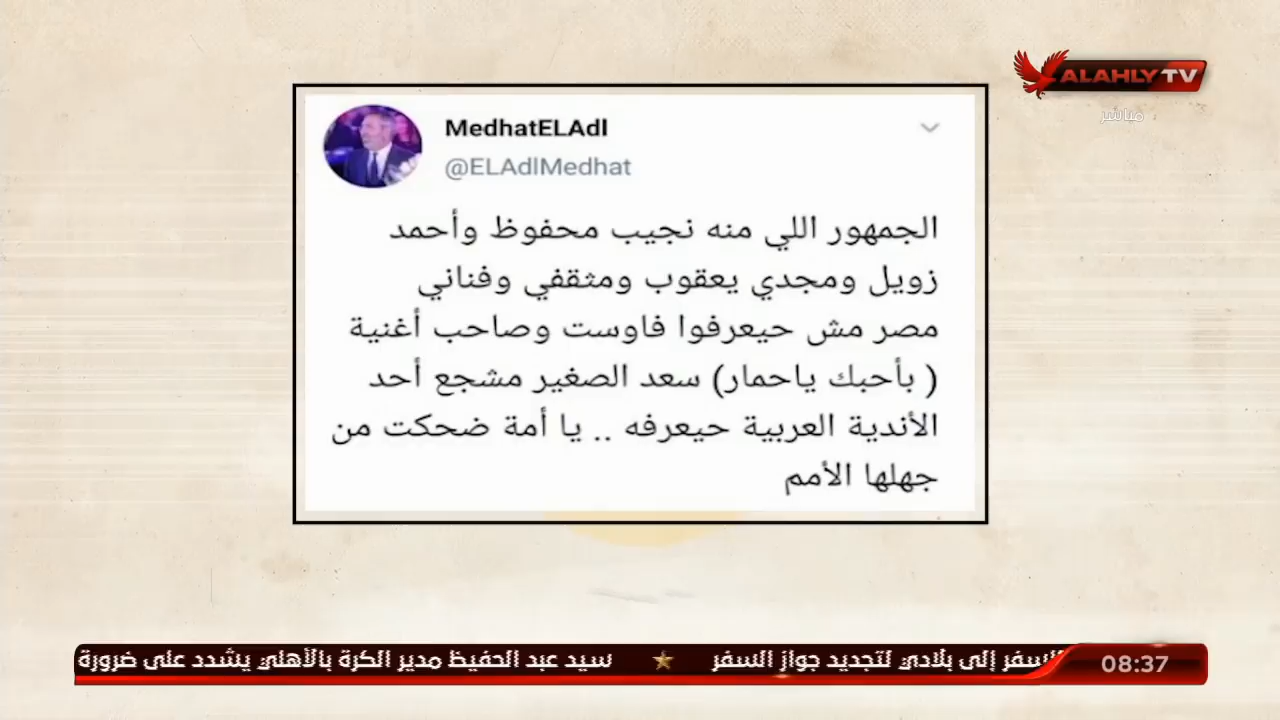 ALAHLY TV
مباشر
MedhatELAdl
@ELAdlMedhat
الجمهور اللي منه نجيب محفوظ وأحمد
زويل ومجدي يعقوب ومثقفي وفناني
مصر مش حيعرفوا فاوست وصاحب أغنية
( بأحبك ياحمار) سعد الصغير مشجع أحد
الأندية العربية حيعرفه .. يا أمة ضحكت من
جهلها الأمم
السفر إلى بلادي لتجديد جواز السفر ★ سيد عبد الحفيظ مدير الكرة بالأهلي يشدد على ضرورة
08:37